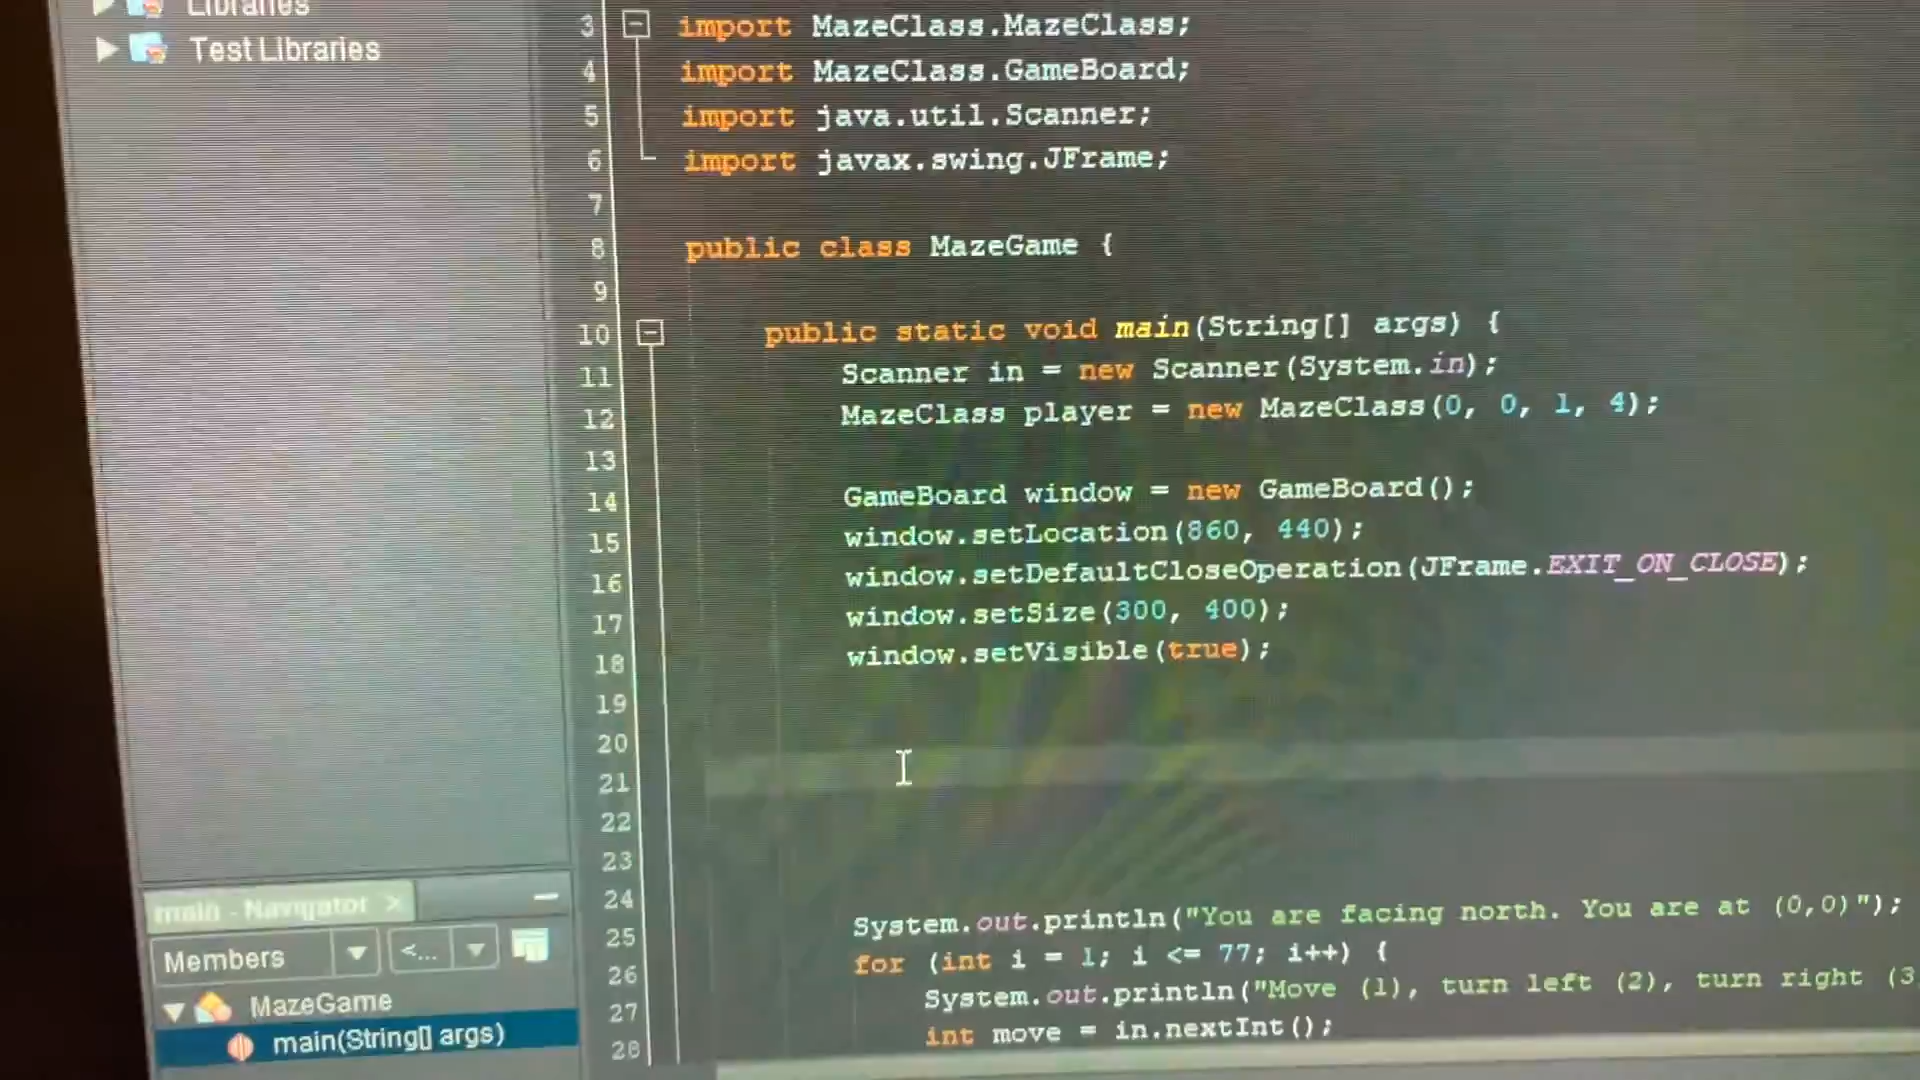 Libraries
Test Libraries
3 import MazeClass.MazeClass;
4 import MazeClass.GameBoard;
5 import java.util.Scanner;
6 import javax.swing.JFrame;
7
8 public class MazeGame {
9
10 public static void main(String[] args) {
11 Scanner in = new Scanner(System.in);
12 MazeClass player = new MazeClass(0, 0, 1, 4);
13
14 GameBoard window = new GameBoard();
15 window.setLocation(860, 440);
16 window.setDefaultCloseOperation(JFrame.EXIT_ON_CLOSE);
17 window.setSize(300, 400);
18 window.setVisible(true);
19
20
21
22
23
24 System.out.println("You are facing north. You are at (0,0)");
25 for (int i = 1; i <= 77; i++) {
26 System.out.println("Move (1), turn left (2), turn right (3
27 int move = in.nextInt();
28
main - Navigator ×
Members <...
MazeGame
main(String[] args)